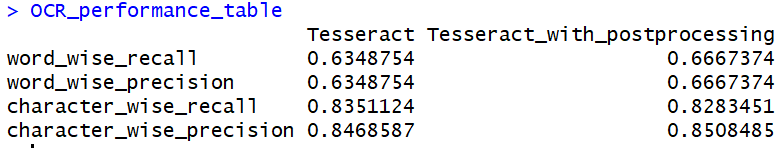 > OCR_performance_table
Tesseract Tesseract_with_postprocessing
word_wise_recall 0.6348754 0.6667374
word_wise_precision 0.6348754 0.6667374
character_wise_recall 0.8351124 0.8283451
character_wise_precision 0.8468587 0.8508485